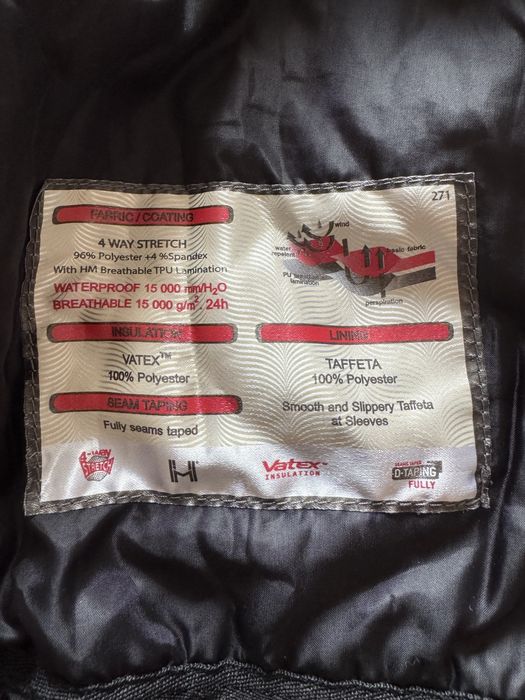 271
FABRIC / COATING
4 WAY STRETCH
96% Polyester +4 %Spandex
With HM Breathable TPU Lamination
WATERPROOF 15 000 mm/H₂O
BREATHABLE 15 000 g/m², 24h
wind
water
repelent
basic fabric
PU Breathable
lamination
perspiration
INSULATION
VATEX™
100% Polyester
LINING
TAFFETA
100% Polyester
SEAM TAPING
Fully seams taped
Smooth and Slippery Taffeta
at Sleeves
STRETCH
H
Vatex
INSULATION
SEAMS TAPED
D-TAPING
FULLY